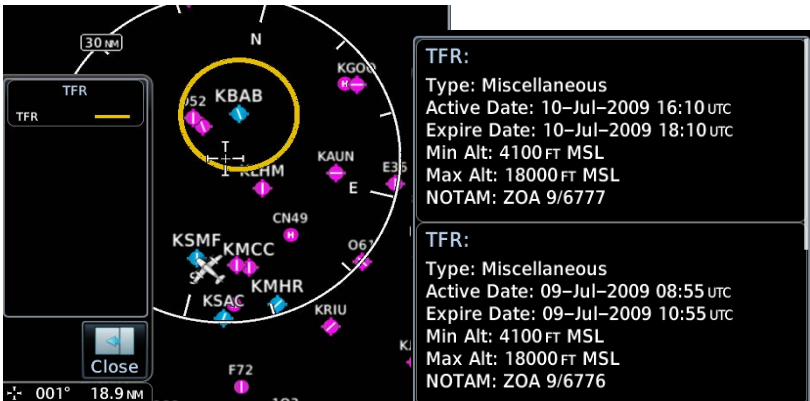 30 NM
N
KGOO
H
TFR
TFR
O52
KBAB
KAUN
E36
KLHM
E
CN49
H
KSMF
KMCC
O61
S
KSAC
KMHR
KRIU
F72
Close
001° 18.9 NM
TFR:
Type: Miscellaneous
Active Date: 10-Jul-2009 16:10 UTC
Expire Date: 10-Jul-2009 18:10 UTC
Min Alt: 4100 FT MSL
Max Alt: 18000 FT MSL
NOTAM: ZOA 9/6777
TFR:
Type: Miscellaneous
Active Date: 09-Jul-2009 08:55 UTC
Expire Date: 09-Jul-2009 10:55 UTC
Min Alt: 4100 FT MSL
Max Alt: 18000 FT MSL
NOTAM: ZOA 9/6776